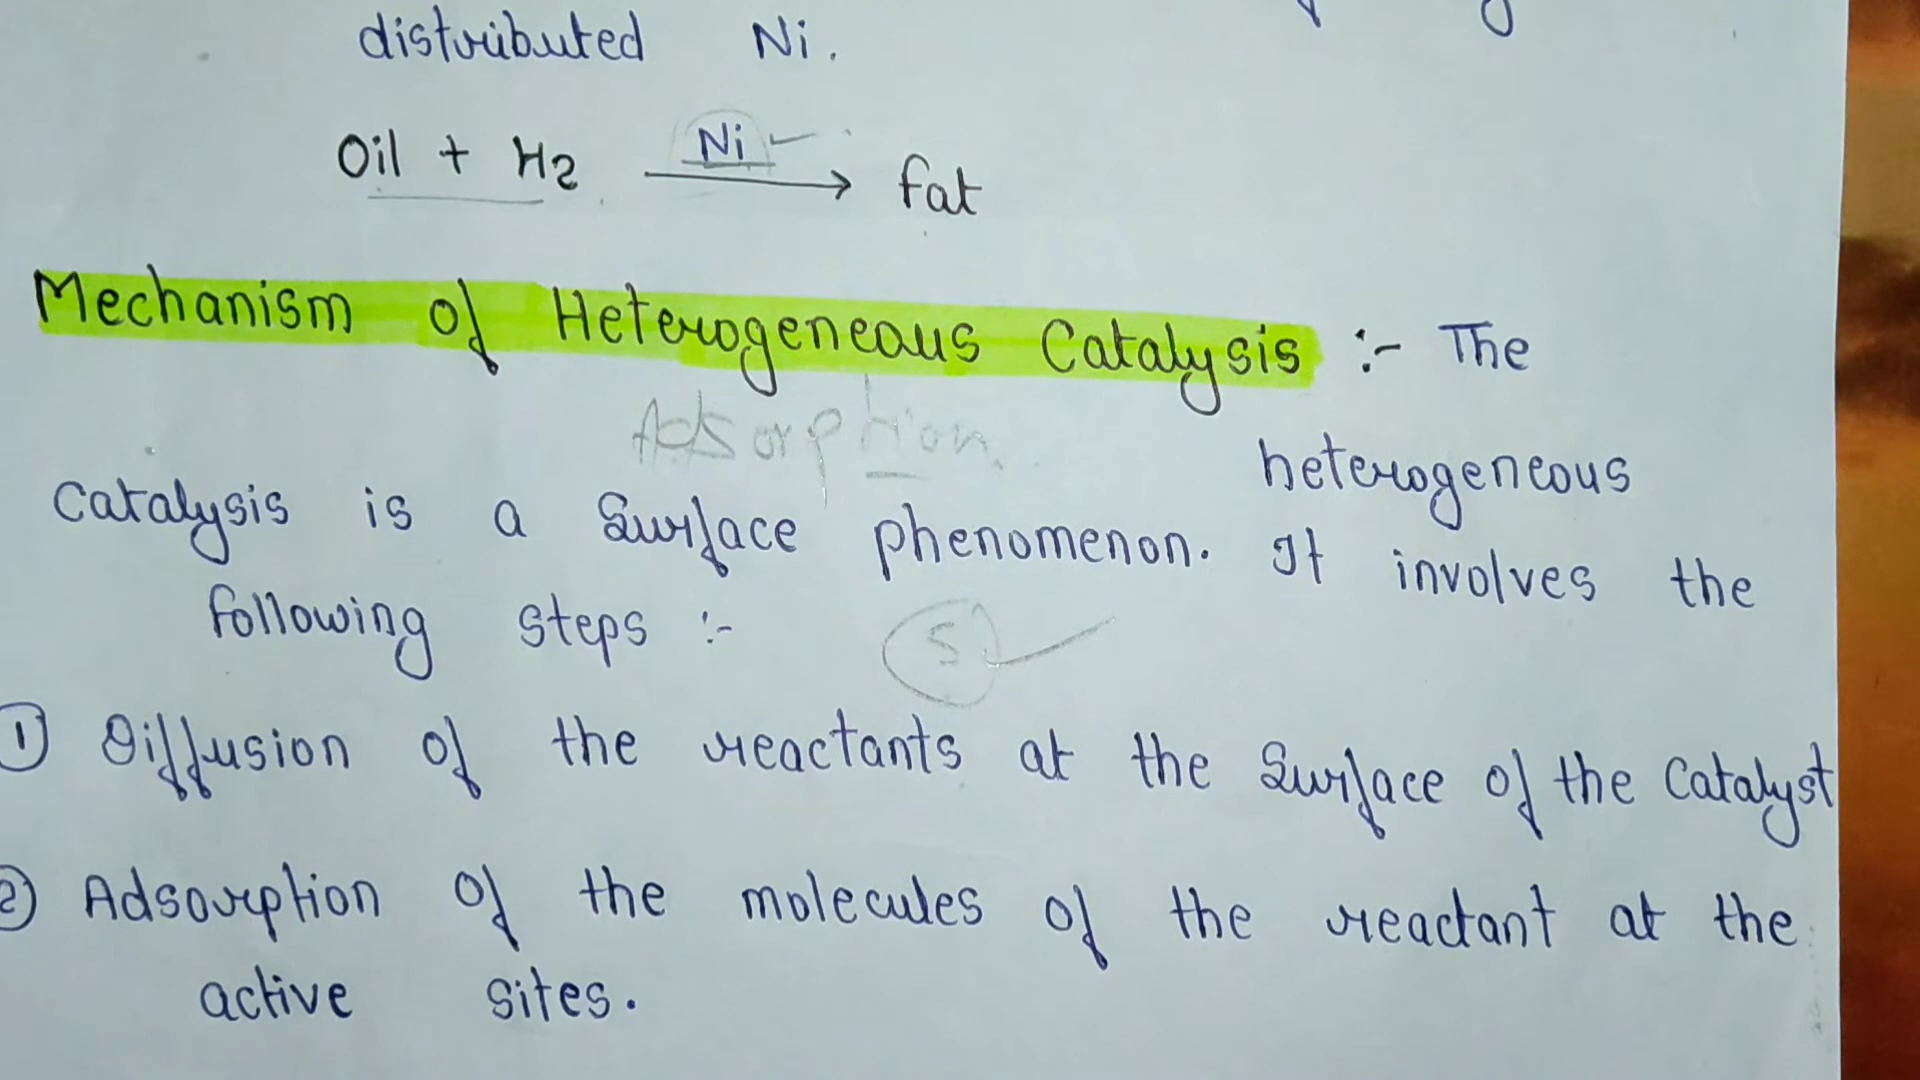 distributed Ni.
Oil + H2 Ni → fat
Mechanism of Heterogeneous Catalysis :- The
Adsorption
heterogeneous
Catalysis is a Surface phenomenon. It involves the
following steps :- 5
① Diffusion of the reactants at the Surface of the Catalyst
② Adsorption of the molecules of the reactant at the
active sites.